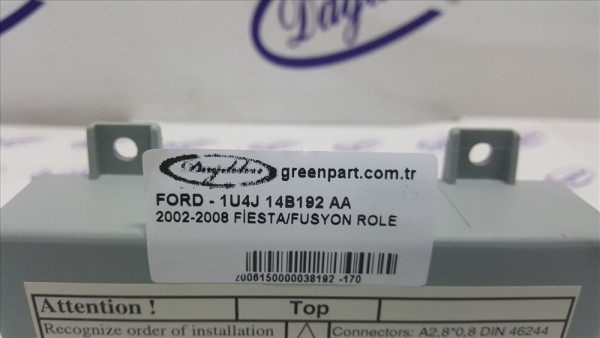 greenpart.com.tr
FORD - 1U4J 14B192 AA
2002-2008 FİESTA/FUSYON ROLE
2006150000038192 -170
Attention ! Top
Recognize order of installation Connectors: A2,8*0,8 DIN 46244